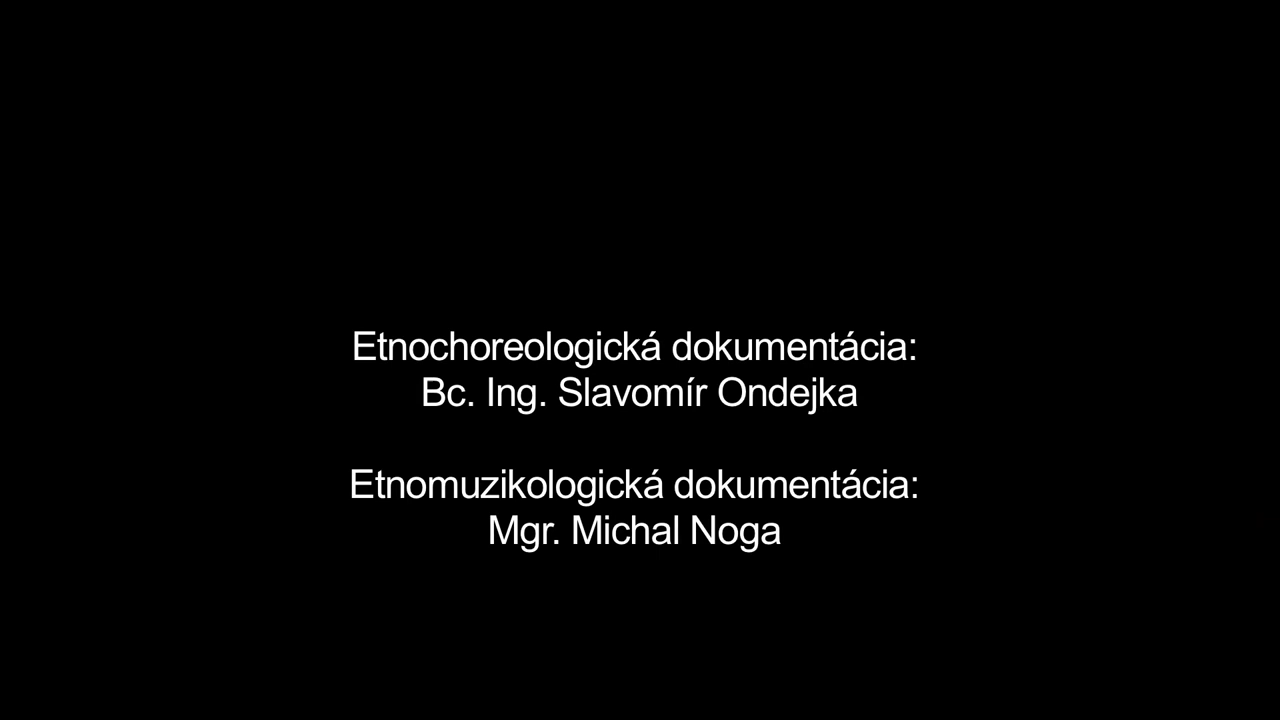 Etnochoreologická dokumentácia:
Bc. Ing. Slavomír Ondejka
Etnomuzikologická dokumentácia:
Mgr. Michal Noga